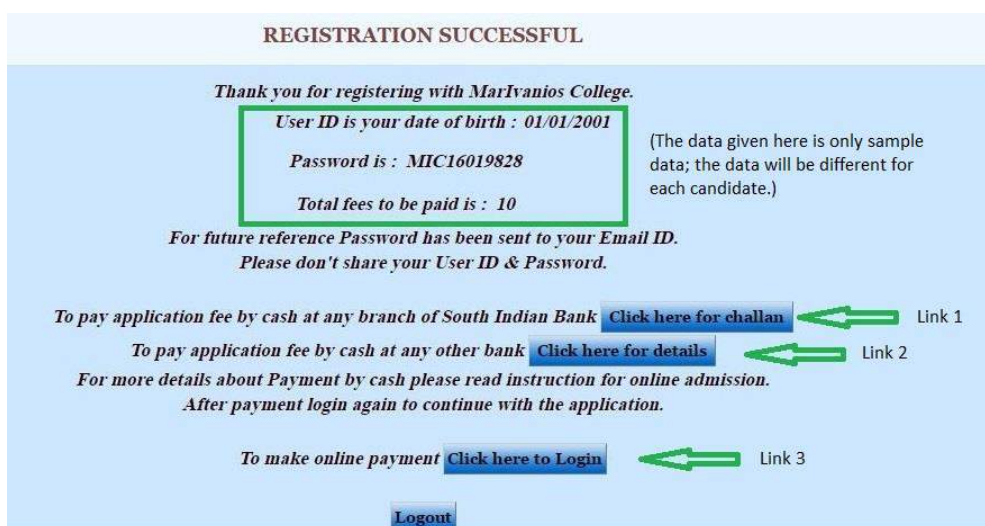 REGISTRATION SUCCESSFUL
Thank you for registering with MarIvanios College.
User ID is your date of birth : 01/01/2001
Password is : MIC16019828
Total fees to be paid is : 10
(The data given here is only sample
data; the data will be different for
each candidate.)
For future reference Password has been sent to your Email ID.
Please don't share your User ID & Password.
To pay application fee by cash at any branch of South Indian Bank Click here for challan Link 1
To pay application fee by cash at any other bank Click here for details Link 2
For more details about Payment by cash please read instruction for online admission.
After payment login again to continue with the application.
To make online payment Click here to Login Link 3
Logout